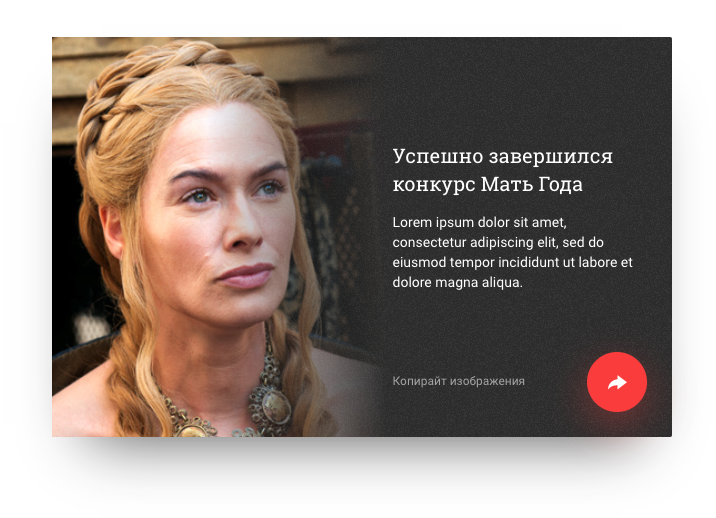 Успешно завершился
конкурс Мать Года
Lorem ipsum dolor sit amet,
consectetur adipiscing elit, sed do
eiusmod tempor incididunt ut labore et
dolore magna aliqua.
Копирайт изображения